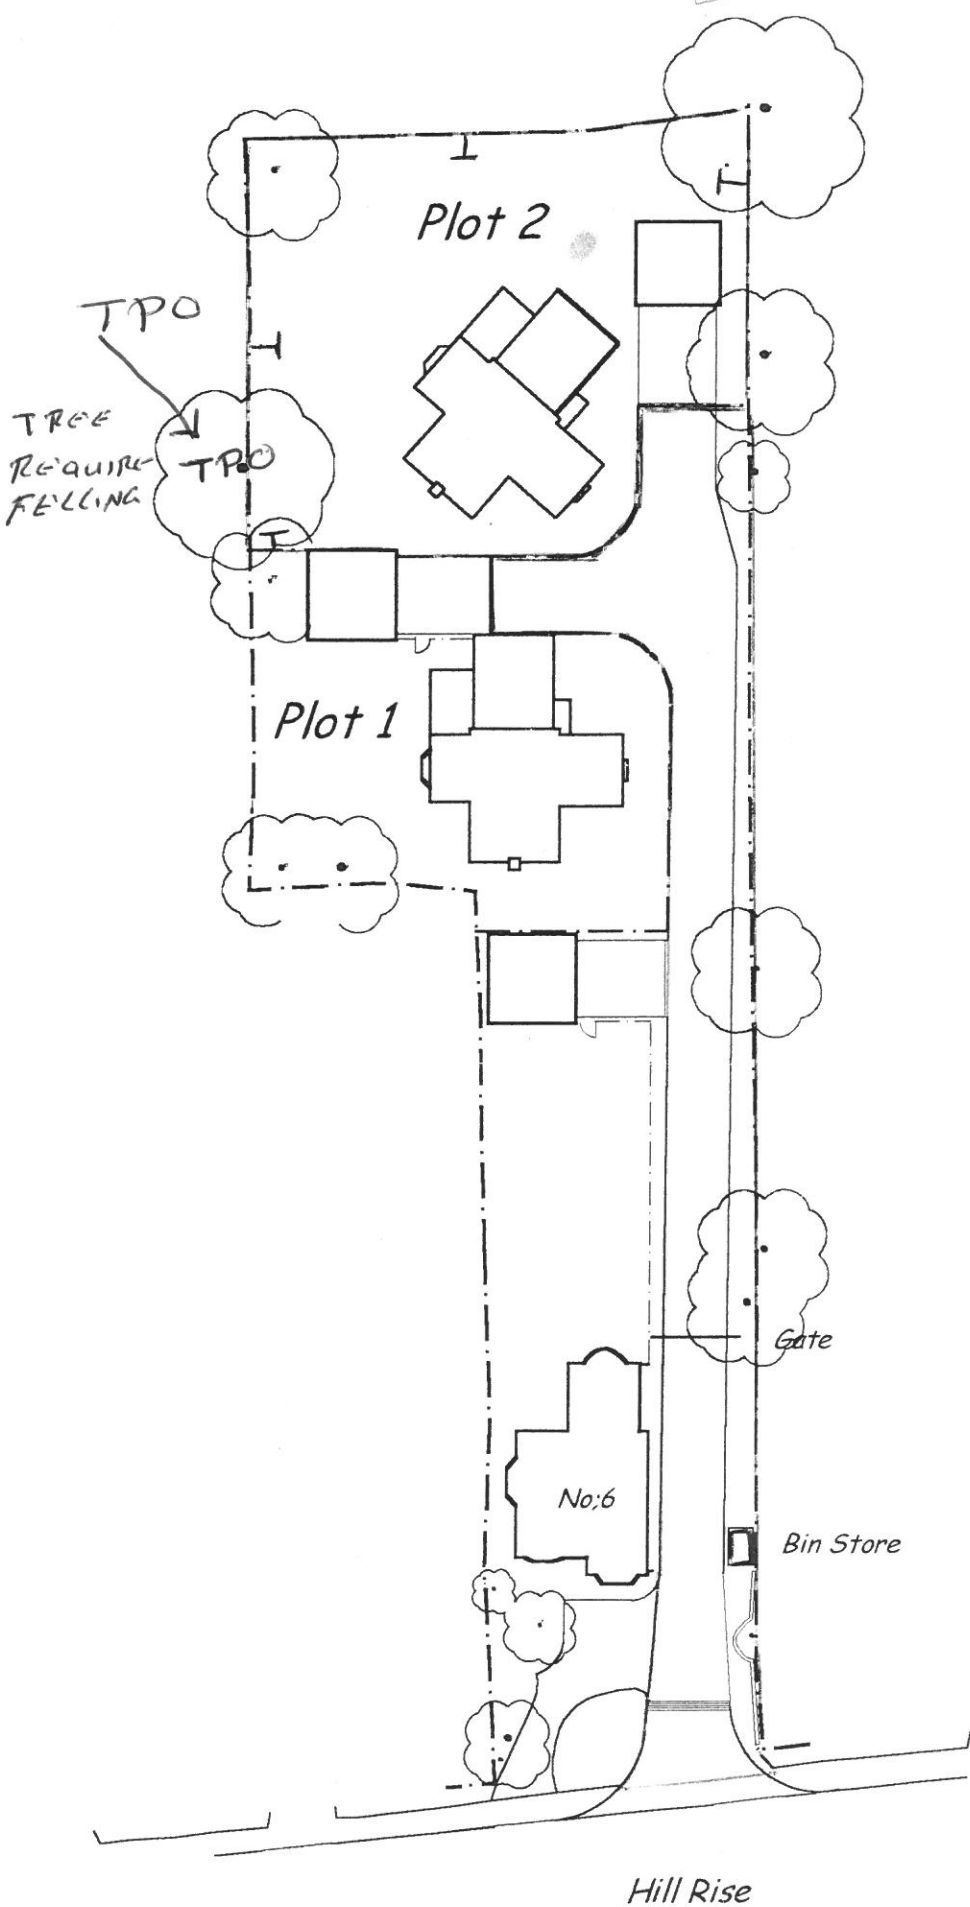 Plot 2
TPO
TREE
REQUIRE TPO
FELLING
Plot 1
Gate
No;6
Bin Store
Hill Rise